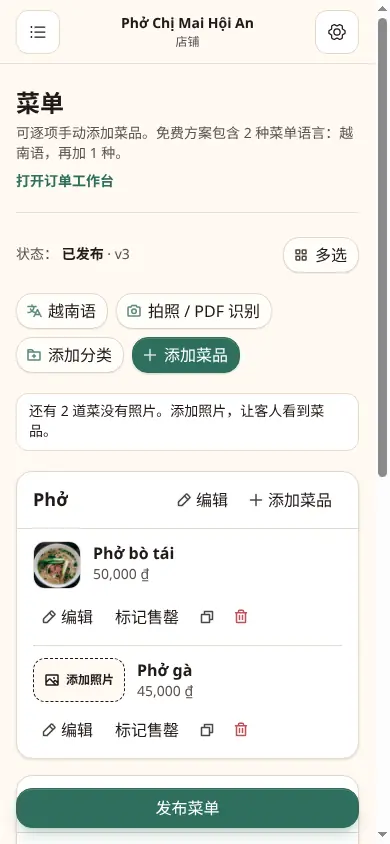 Phở Chị Mai Hội An
店铺
菜单
可逐项手动添加菜品。免费方案包含 2 种菜单语言：越
南语，再加 1 种。
打开订单工作台
状态： 已发布 · v3
多选
越南语
拍照 / PDF 识别
添加分类
添加菜品
还有 2 道菜没有照片。添加照片，让客人看到菜
品。
Phở
编辑
添加菜品
Phở bò tái
50,000 ₫
编辑
标记售罄
添加照片
Phở gà
45,000 ₫
编辑
标记售罄
发布菜单